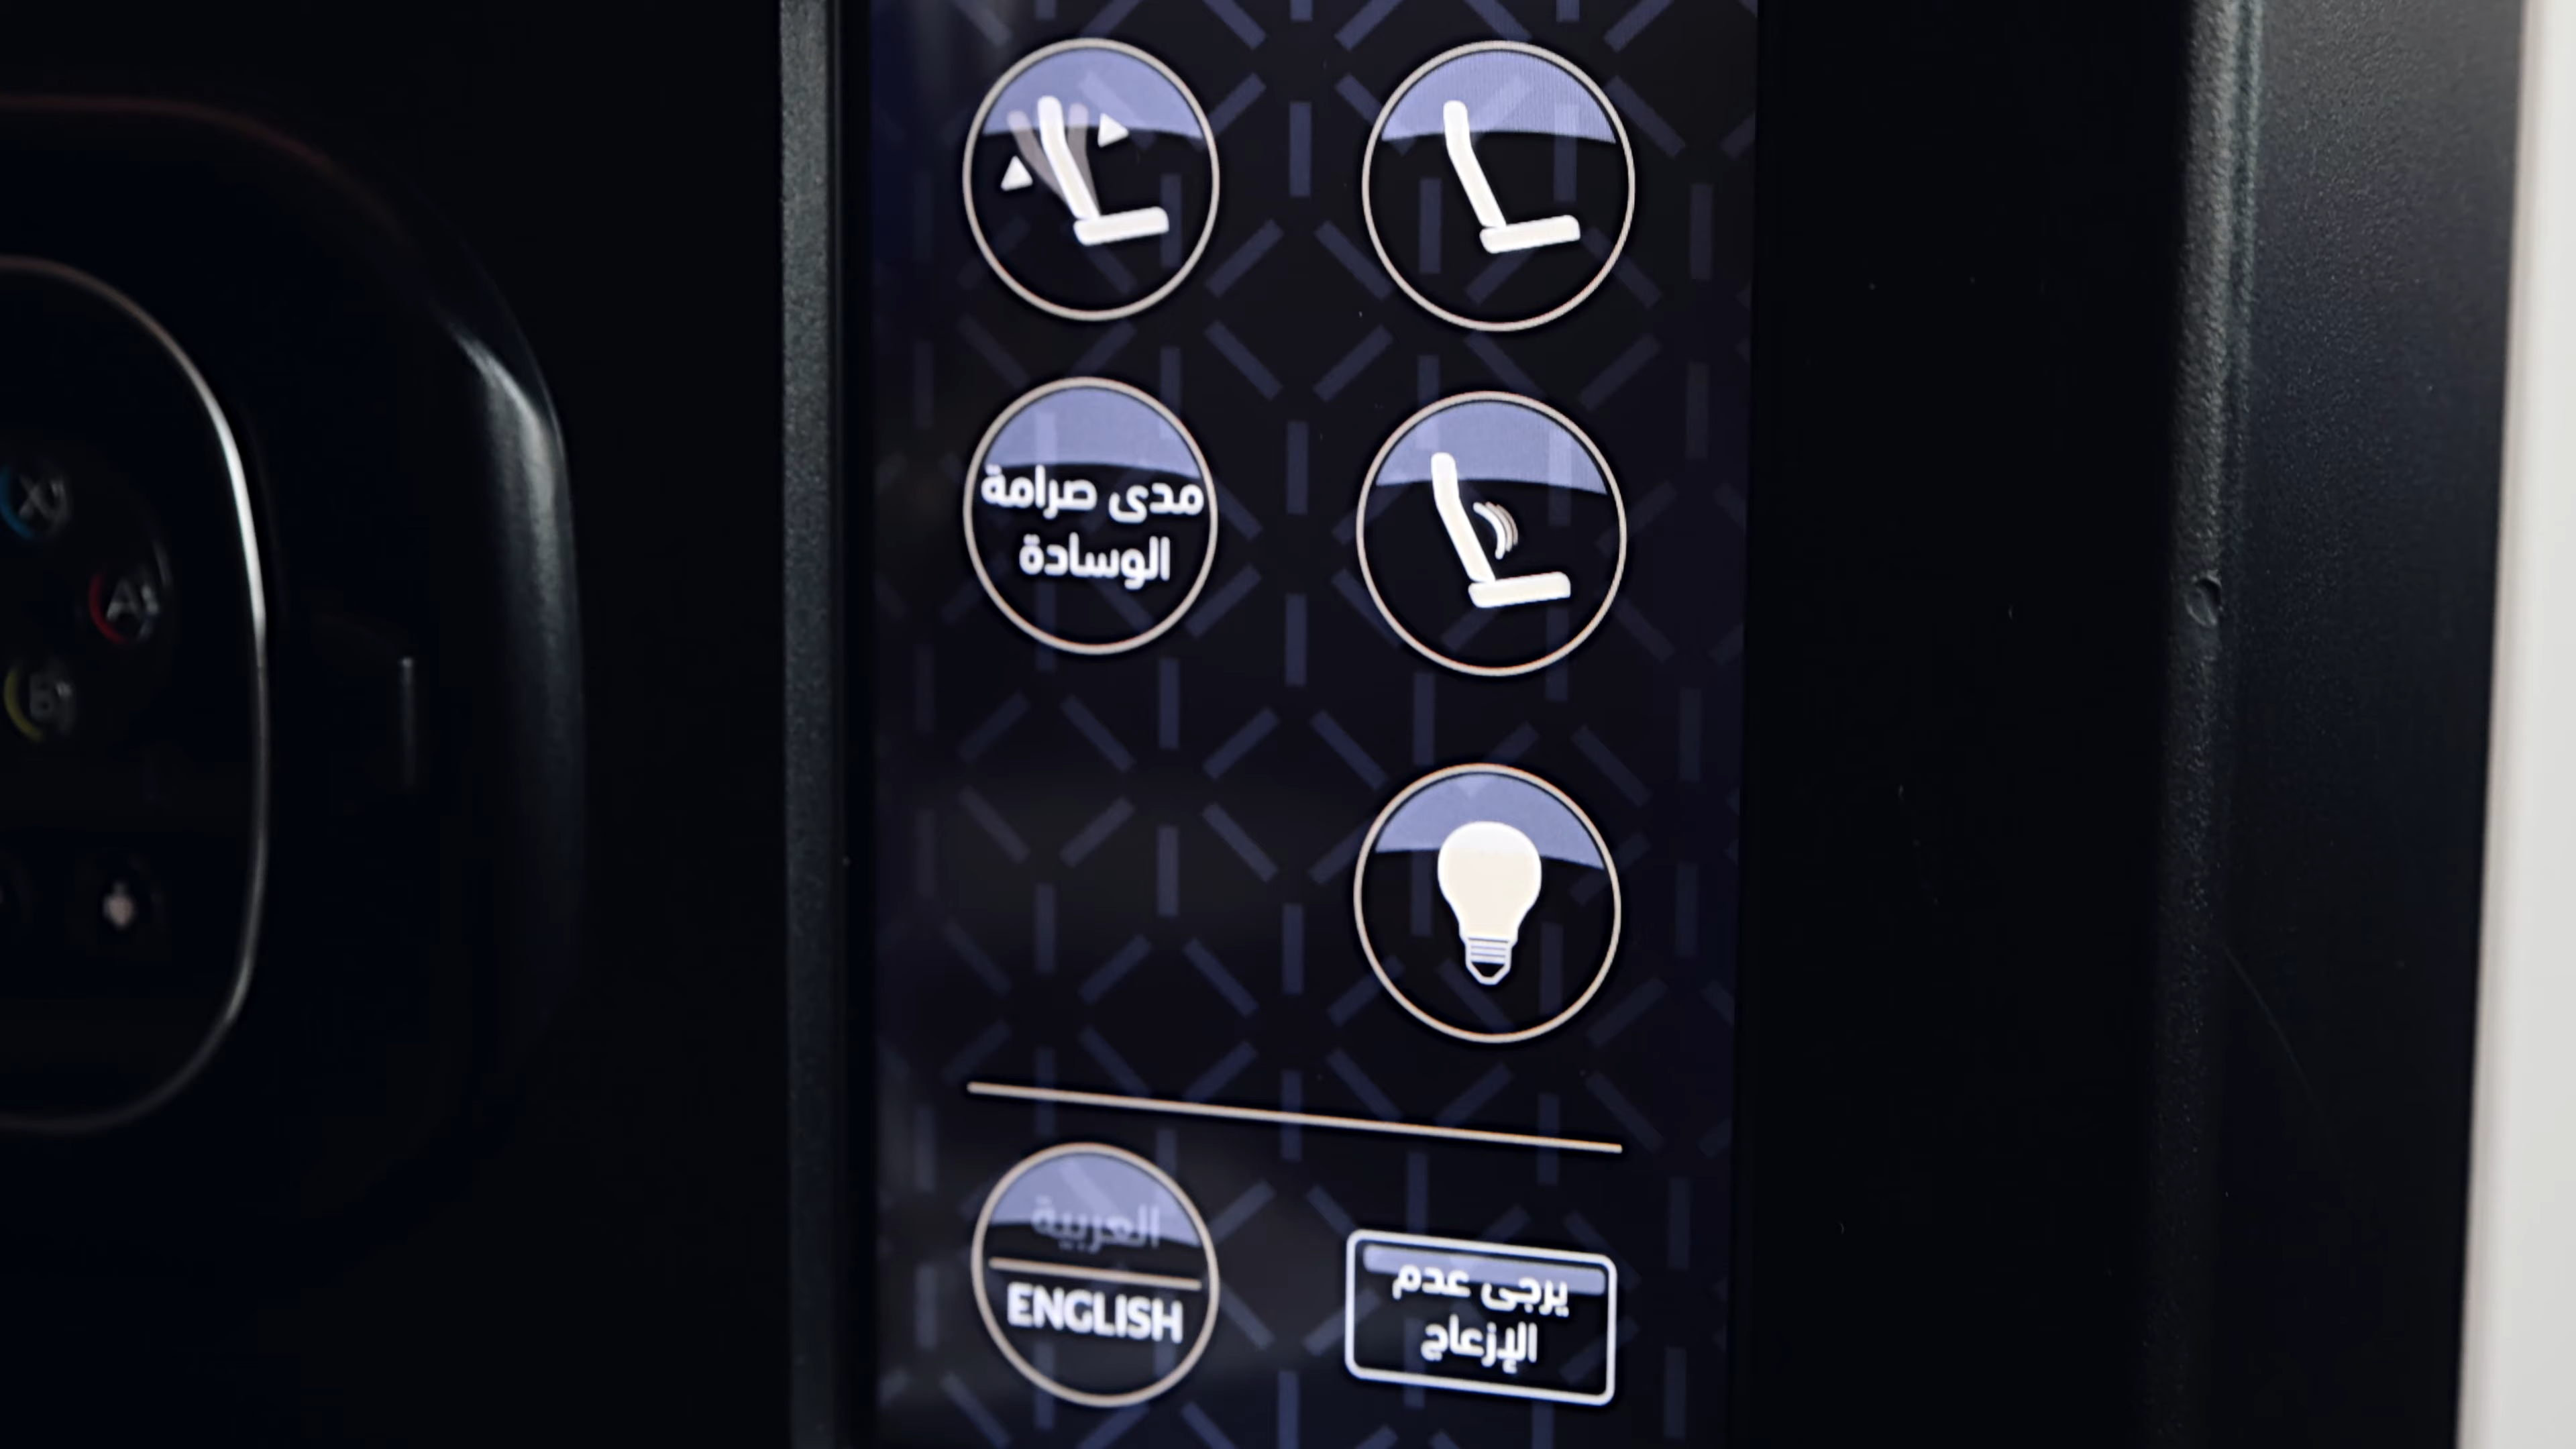 X
A
B
مدى صرامة
الوسادة
العربية
ENGLISH
يرجى عدم
الإزعاج